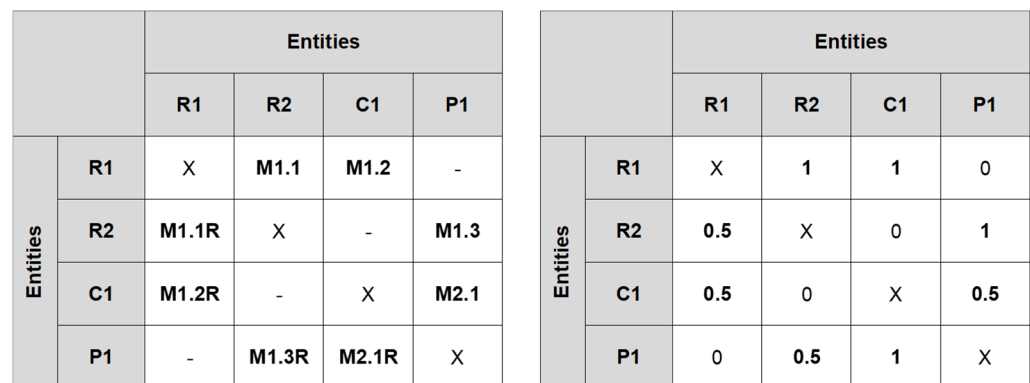 Entities
R1 R2 C1 P1
Entities
R1 X M1.1 M1.2 -
R2 M1.1R X - M1.3
C1 M1.2R - X M2.1
P1 - M1.3R M2.1R X
Entities
R1 R2 C1 P1
Entities
R1 X 1 1 0
R2 0.5 X 0 1
C1 0.5 0 X 0.5
P1 0 0.5 1 X